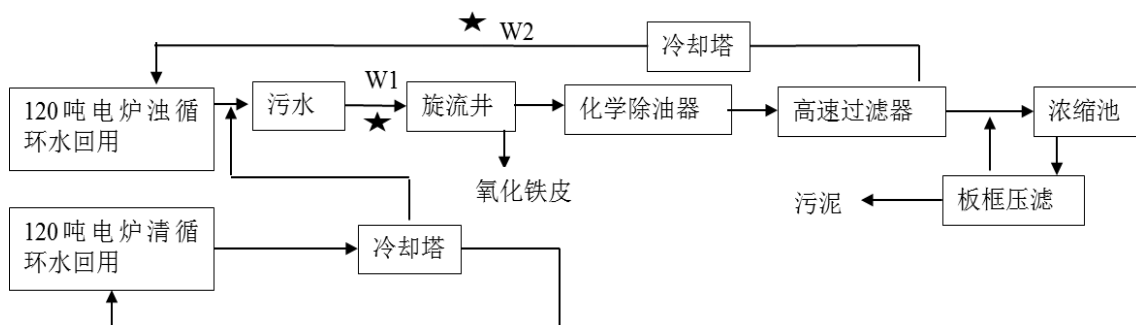 ★
W2
冷却塔
120吨电炉浊循
环水回用
污水
W1
★
旋流井
化学除油器
高速过滤器
浓缩池
氧化铁皮
污泥
板框压滤
120吨电炉清循
环水回用
冷却塔